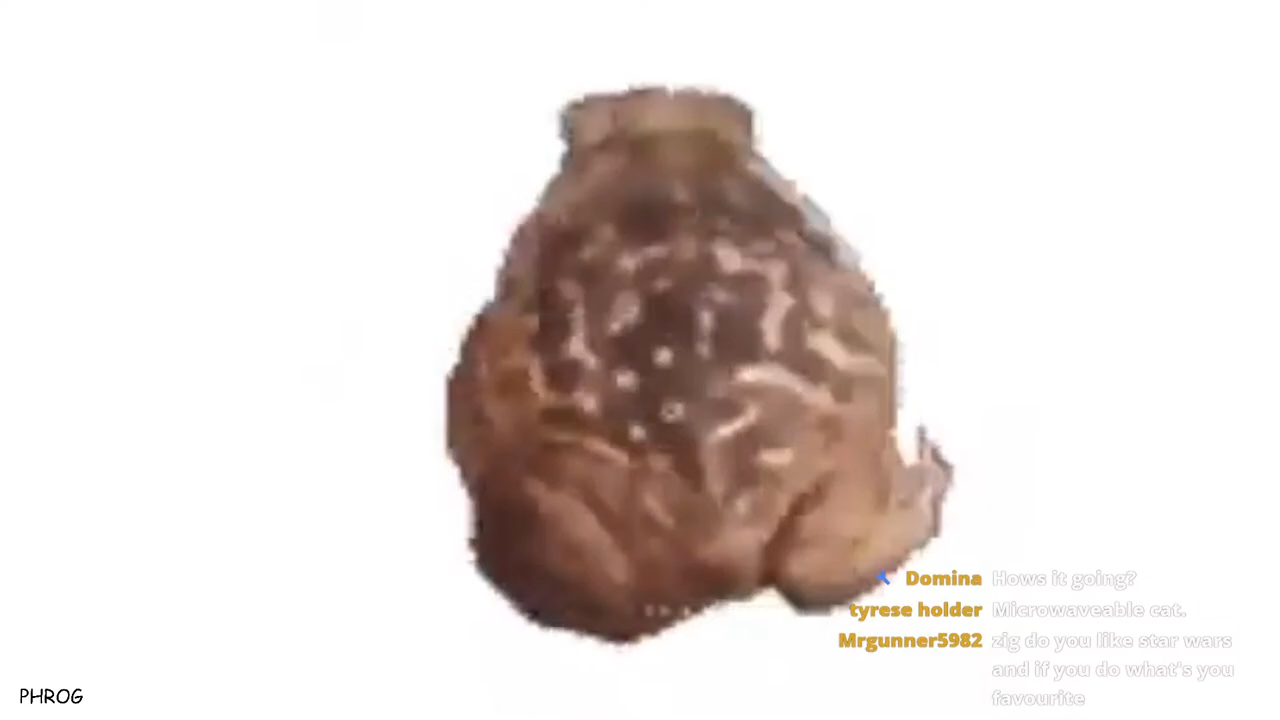 Domina Hows it going?
tyrese holder Microwaveable cat.
Mrgunner5982 zig do you like star wars
and if you do what's you
favourite
PHROG